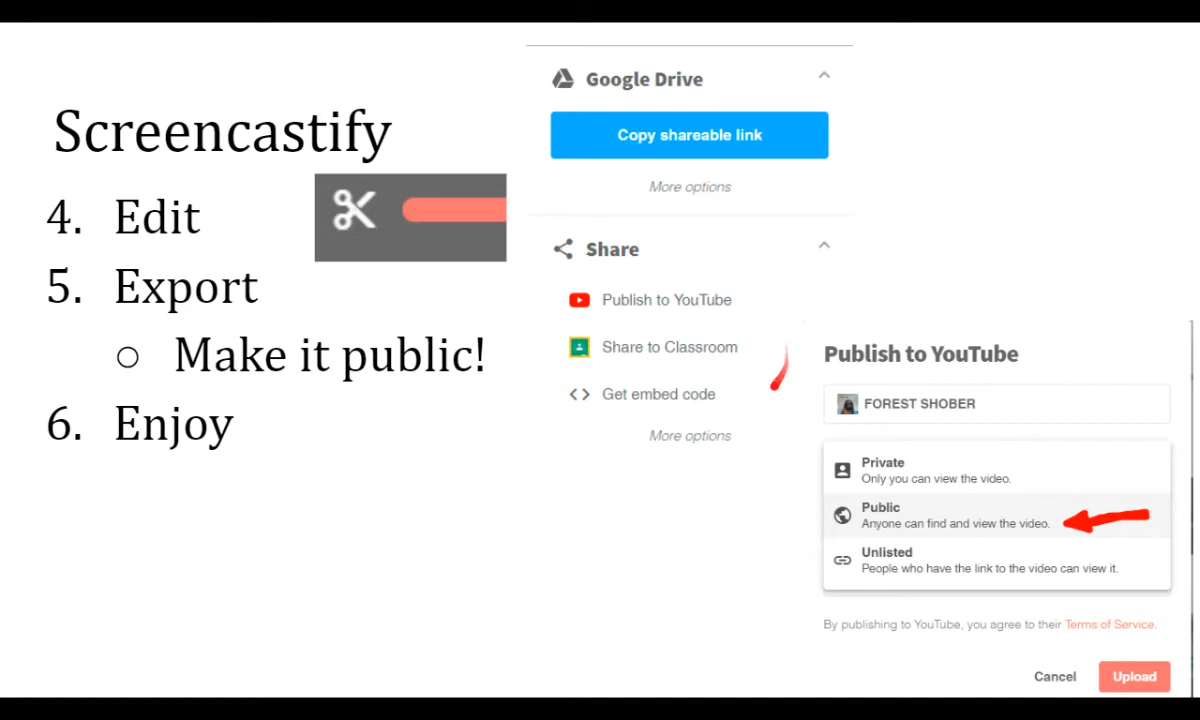 Screencastify
4. Edit
5. Export
○ Make it public!
6. Enjoy
Google Drive
Copy shareable link
More options
Share
Publish to YouTube
Share to Classroom
<> Get embed code
More options
Publish to YouTube
FOREST SHOBER
Private
Only you can view the video.
Public
Anyone can find and view the video.
Unlisted
People who have the link to the video can view it.
By publishing to YouTube, you agree to their Terms of Service.
Cancel
Upload